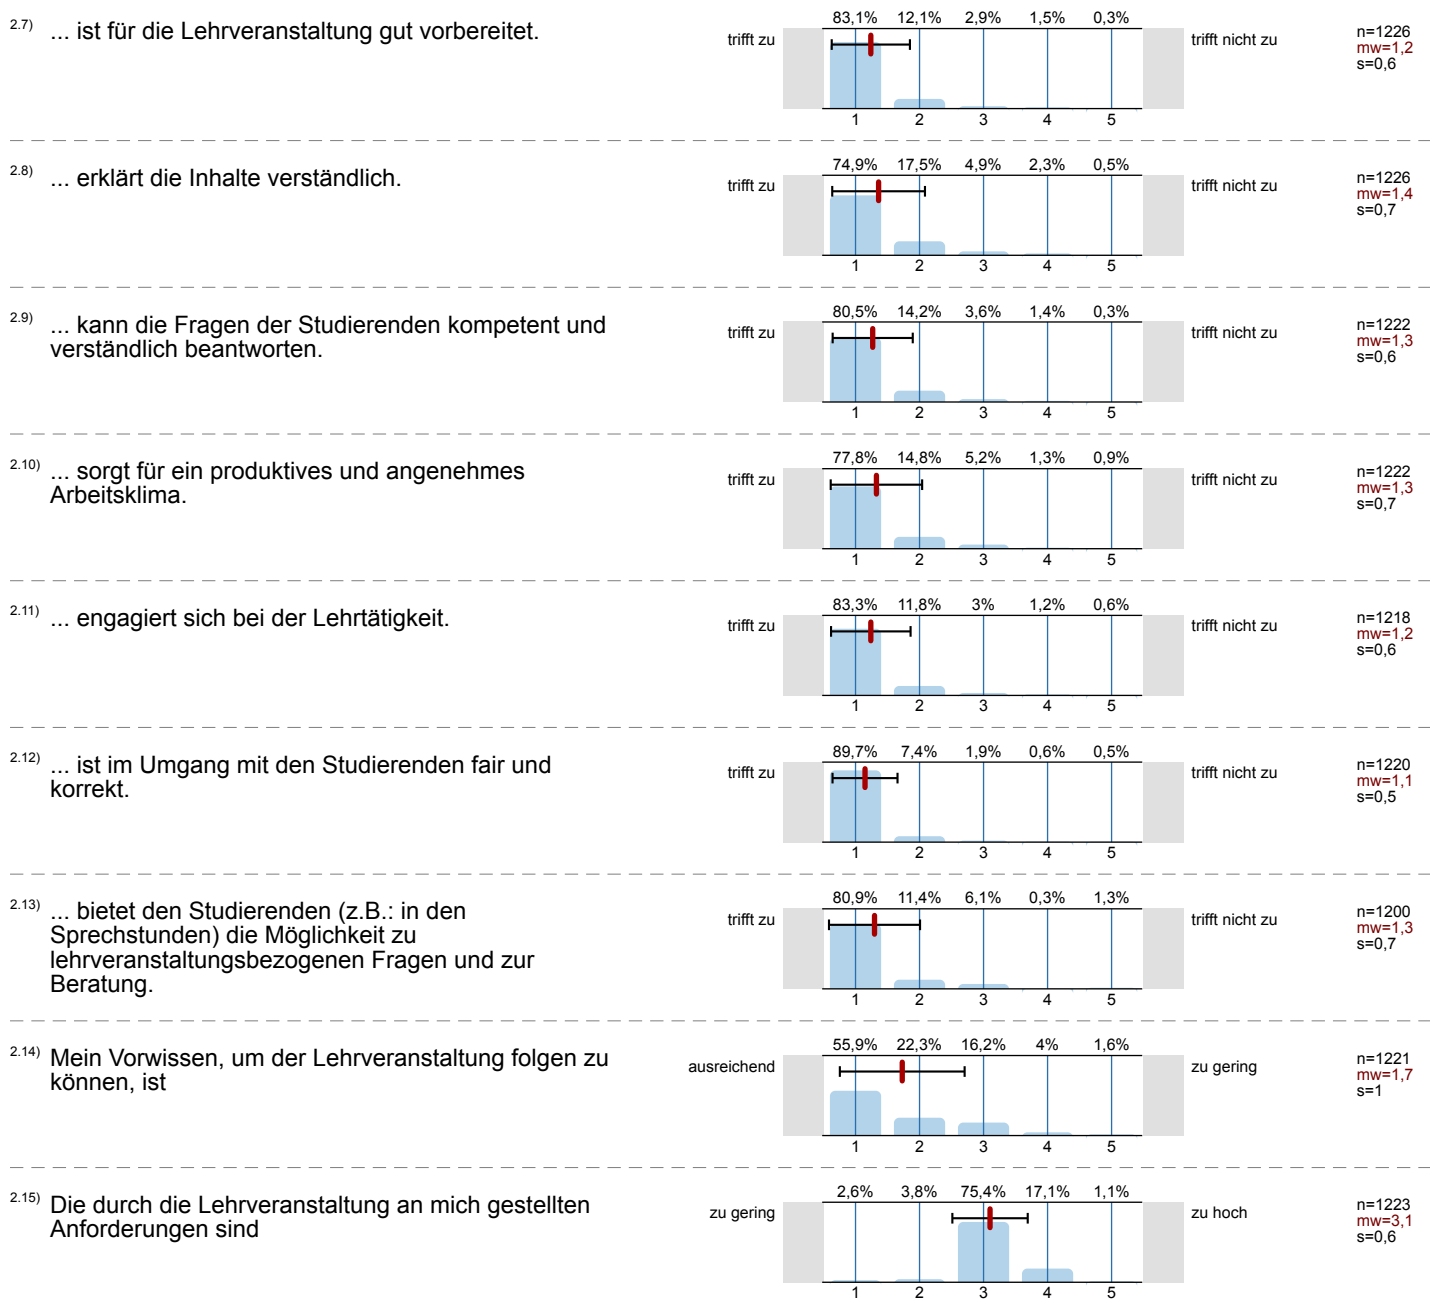 2.7) ... ist für die Lehrveranstaltung gut vorbereitet.
83,1% 12,1% 2,9% 1,5% 0,3%
trifft zu
trifft nicht zu
n=1226
mw=1,2
s=0,6
1 2 3 4 5
2.8) ... erklärt die Inhalte verständlich.
74,9% 17,5% 4,9% 2,3% 0,5%
trifft zu
trifft nicht zu
n=1226
mw=1,4
s=0,7
1 2 3 4 5
2.9) ... kann die Fragen der Studierenden kompetent und
verständlich beantworten.
80,5% 14,2% 3,6% 1,4% 0,3%
trifft zu
trifft nicht zu
n=1222
mw=1,3
s=0,6
1 2 3 4 5
2.10) ... sorgt für ein produktives und angenehmes
Arbeitsklima.
77,8% 14,8% 5,2% 1,3% 0,9%
trifft zu
trifft nicht zu
n=1222
mw=1,3
s=0,7
1 2 3 4 5
2.11) ... engagiert sich bei der Lehrtätigkeit.
83,3% 11,8% 3% 1,2% 0,6%
trifft zu
trifft nicht zu
n=1218
mw=1,2
s=0,6
1 2 3 4 5
2.12) ... ist im Umgang mit den Studierenden fair und
korrekt.
89,7% 7,4% 1,9% 0,6% 0,5%
trifft zu
trifft nicht zu
n=1220
mw=1,1
s=0,5
1 2 3 4 5
2.13) ... bietet den Studierenden (z.B.: in den
Sprechstunden) die Möglichkeit zu
lehrveranstaltungsbezogenen Fragen und zur
Beratung.
80,9% 11,4% 6,1% 0,3% 1,3%
trifft zu
trifft nicht zu
n=1200
mw=1,3
s=0,7
1 2 3 4 5
2.14) Mein Vorwissen, um der Lehrveranstaltung folgen zu
können, ist
55,9% 22,3% 16,2% 4% 1,6%
ausreichend
zu gering
n=1221
mw=1,7
s=1
1 2 3 4 5
2.15) Die durch die Lehrveranstaltung an mich gestellten
Anforderungen sind
2,6% 3,8% 75,4% 17,1% 1,1%
zu gering
zu hoch
n=1223
mw=3,1
s=0,6
1 2 3 4 5